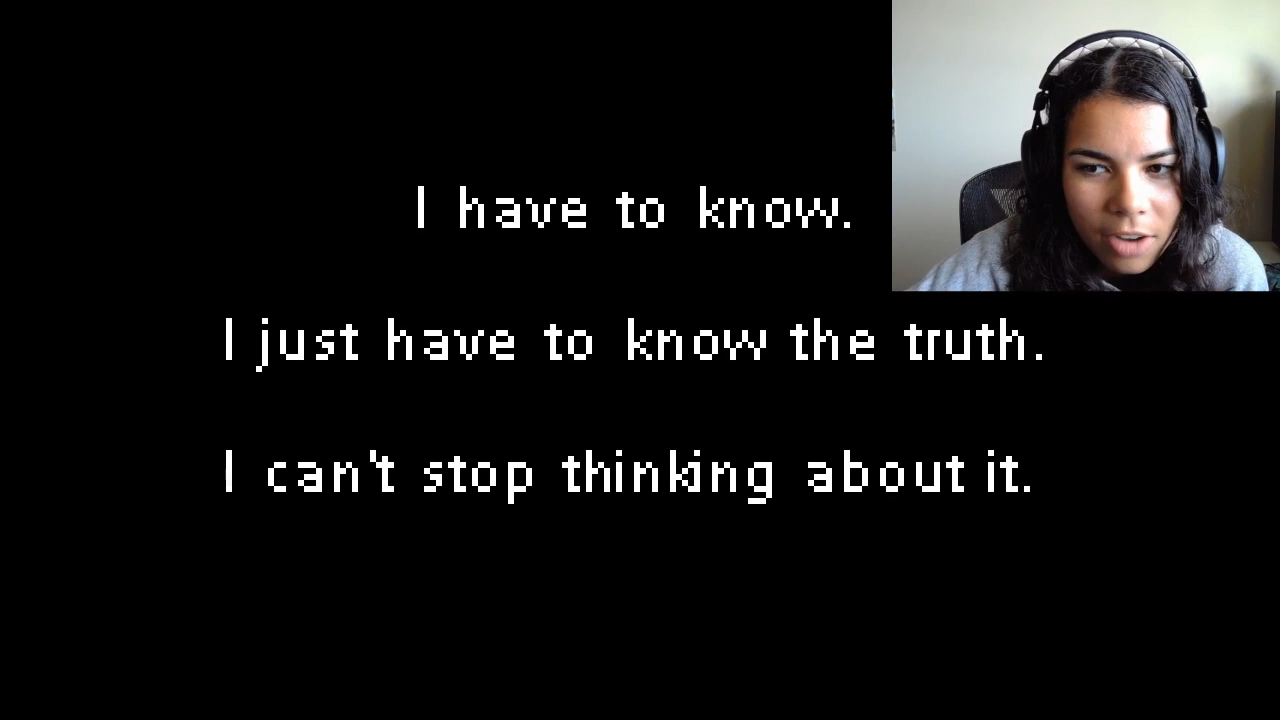 I have to know.
I just have to know the truth.
I can't stop thinking about it.